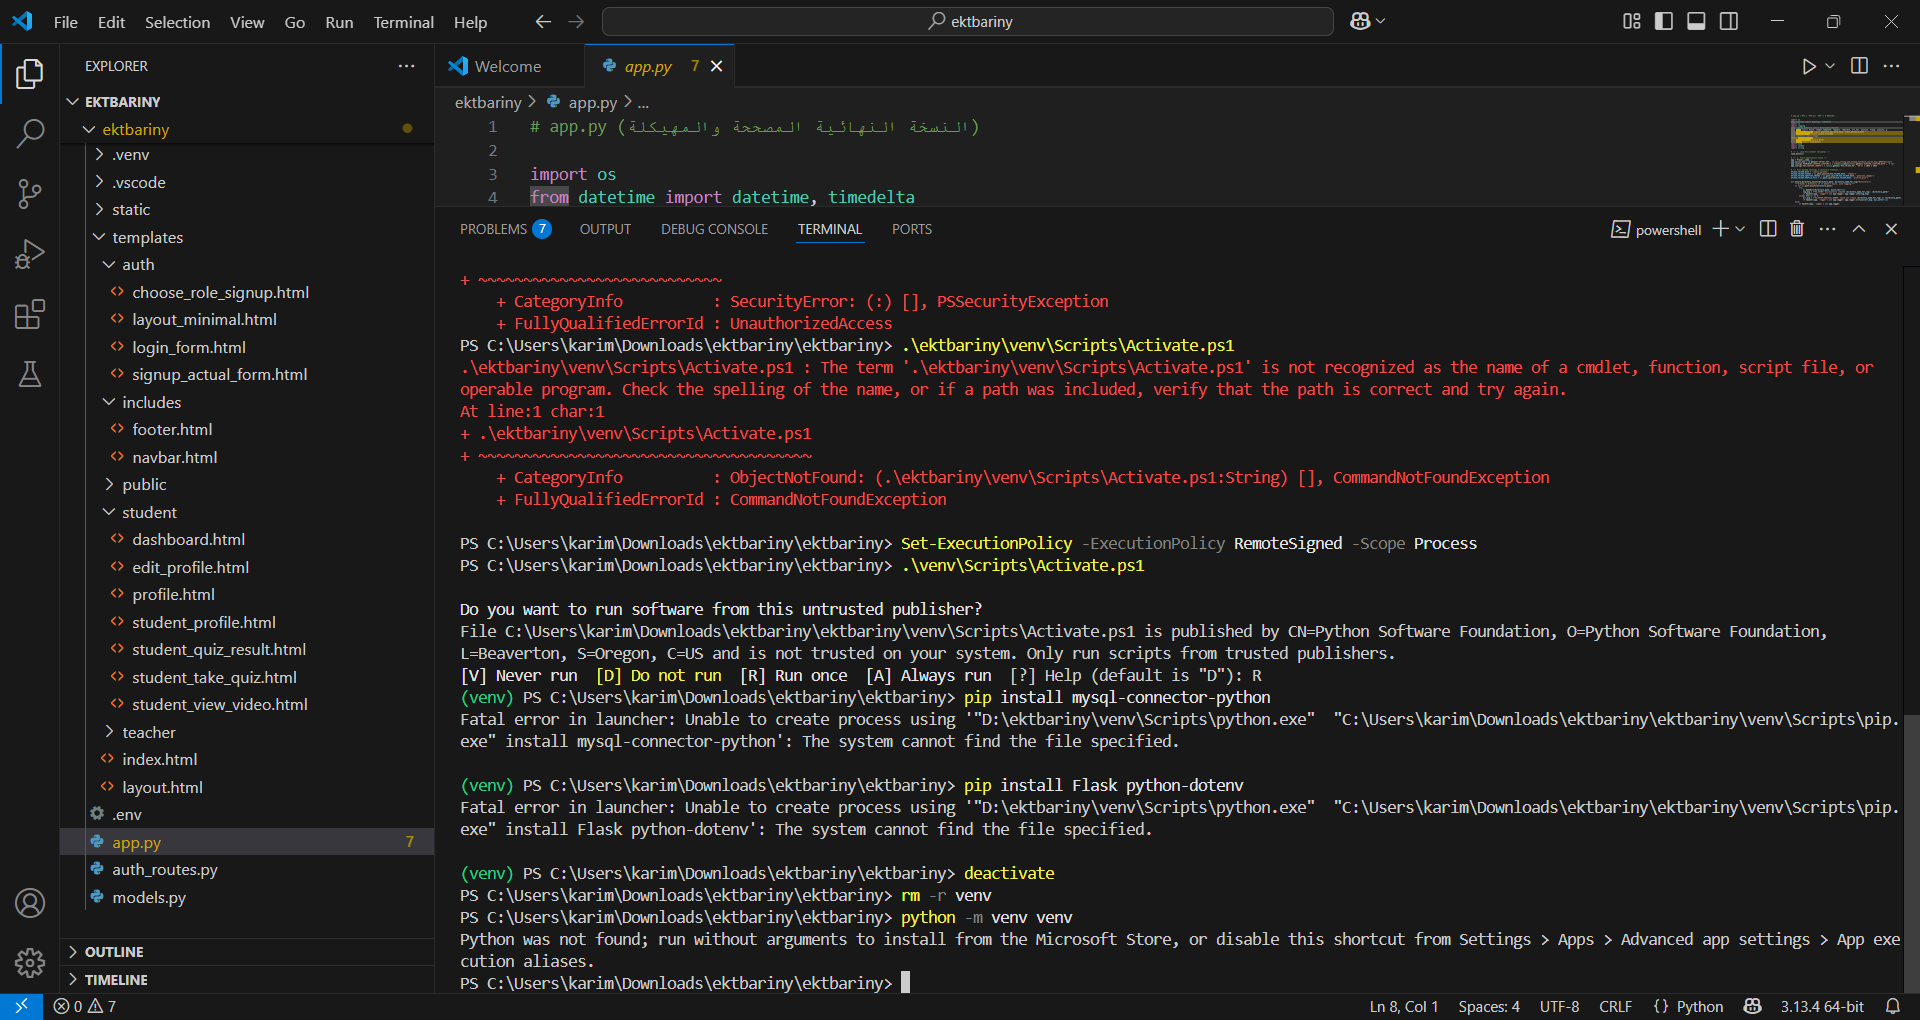 File Edit Selection View Go Run Terminal Help
ektbariny
EXPLORER
EKTBARINY
ektbariny
.venv
.vscode
static
templates
auth
choose_role_signup.html
layout_minimal.html
login_form.html
signup_actual_form.html
includes
footer.html
navbar.html
public
student
dashboard.html
edit_profile.html
profile.html
student_profile.html
student_quiz_result.html
student_take_quiz.html
student_view_video.html
teacher
index.html
layout.html
.env
app.py 7
auth_routes.py
models.py
OUTLINE
TIMELINE
Welcome
app.py 7
ektbariny > app.py > ...
1 # app.py (النسخة النهائية المصححة والمهيكلة)
2
3 import os
4 from datetime import datetime, timedelta
PROBLEMS 7 OUTPUT DEBUG CONSOLE TERMINAL PORTS
powershell
+ ~~~~~~~~~~~~~~~~~~~~~~~~~~~
+ CategoryInfo : SecurityError: (:) [], PSSecurityException
+ FullyQualifiedErrorId : UnauthorizedAccess
PS C:\Users\karim\Downloads\ektbariny\ektbariny> .\ektbariny\venv\Scripts\Activate.ps1
.\ektbariny\venv\Scripts\Activate.ps1 : The term '.\ektbariny\venv\Scripts\Activate.ps1' is not recognized as the name of a cmdlet, function, script file, or
operable program. Check the spelling of the name, or if a path was included, verify that the path is correct and try again.
At line:1 char:1
+ .\ektbariny\venv\Scripts\Activate.ps1
+ ~~~~~~~~~~~~~~~~~~~~~~~~~~~~~~~~~~~~~
+ CategoryInfo : ObjectNotFound: (.\ektbariny\venv\Scripts\Activate.ps1:String) [], CommandNotFoundException
+ FullyQualifiedErrorId : CommandNotFoundException
PS C:\Users\karim\Downloads\ektbariny\ektbariny> Set-ExecutionPolicy -ExecutionPolicy RemoteSigned -Scope Process
PS C:\Users\karim\Downloads\ektbariny\ektbariny> .\venv\Scripts\Activate.ps1
Do you want to run software from this untrusted publisher?
File C:\Users\karim\Downloads\ektbariny\ektbariny\venv\Scripts\Activate.ps1 is published by CN=Python Software Foundation, O=Python Software Foundation,
L=Beaverton, S=Oregon, C=US and is not trusted on your system. Only run scripts from trusted publishers.
[V] Never run [D] Do not run [R] Run once [A] Always run [?] Help (default is "D"): R
(venv) PS C:\Users\karim\Downloads\ektbariny\ektbariny> pip install mysql-connector-python
Fatal error in launcher: Unable to create process using '"D:\ektbariny\venv\Scripts\python.exe" "C:\Users\karim\Downloads\ektbariny\ektbariny\venv\Scripts\pip.
exe" install mysql-connector-python': The system cannot find the file specified.
(venv) PS C:\Users\karim\Downloads\ektbariny\ektbariny> pip install Flask python-dotenv
Fatal error in launcher: Unable to create process using '"D:\ektbariny\venv\Scripts\python.exe" "C:\Users\karim\Downloads\ektbariny\ektbariny\venv\Scripts\pip.
exe" install Flask python-dotenv': The system cannot find the file specified.
(venv) PS C:\Users\karim\Downloads\ektbariny\ektbariny> deactivate
PS C:\Users\karim\Downloads\ektbariny\ektbariny> rm -r venv
PS C:\Users\karim\Downloads\ektbariny\ektbariny> python -m venv venv
Python was not found; run without arguments to install from the Microsoft Store, or disable this shortcut from Settings > Apps > Advanced app settings > App exe
cution aliases.
PS C:\Users\karim\Downloads\ektbariny\ektbariny>
0 7 Ln 8, Col 1 Spaces: 4 UTF-8 CRLF {} Python 3.13.4 64-bit